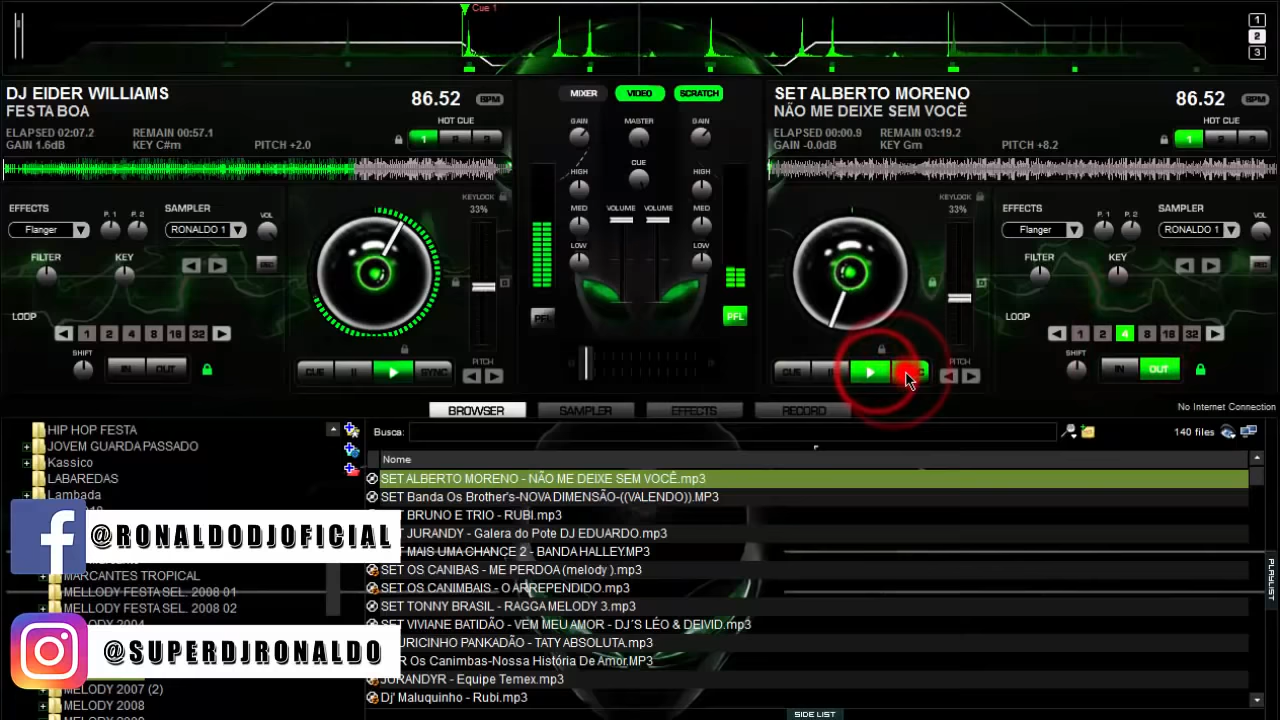 Cue 1
1
2
3
DJ EIDER WILLIAMS
FESTA BOA
86.52 BPM
ELAPSED 02:07.2 REMAIN 00:57.1
GAIN 1.6dB KEY C#m PITCH +2.0
HOT CUE
1 2 3
MIXER VIDEO SCRATCH
GAIN MASTER GAIN
CUE
HIGH HIGH
MED VOLUME VOLUME MED
LOW LOW
PFL PFL
SET ALBERTO MORENO
NÃO ME DEIXE SEM VOCÊ
86.52 BPM
ELAPSED 00:00.9 REMAIN 03:19.2
GAIN -0.0dB KEY Gm PITCH +8.2
HOT CUE
1 2 3
EFFECTS P. 1 P. 2 SAMPLER VOL
Flanger RONALDO 1
FILTER KEY REC
LOOP
1 2 4 8 16 32
SHIFT IN OUT
KEYLOCK
33%
CUE II SYNC
PITCH
KEYLOCK
33%
CUE
PITCH
EFFECTS P. 1 P. 2 SAMPLER VOL
Flanger RONALDO 1
FILTER KEY REC
LOOP
1 2 4 8 16 32
SHIFT IN OUT
BROWSER SAMPLER EFFECTS RECORD
No Internet Connection
HIP HOP FESTA
JOVEM GUARDA PASSADO
Kassico
LABAREDAS
Lambada
@RONALDODJOFICIAL
MARCANTES TROPICAL
MELLODY FESTA SEL. 2008 01
MELLODY FESTA SEL. 2008 02
@SUPERDJRONALDO
MELODY 2007 (2)
MELODY 2008
Busca: 140 files
Nome
SET ALBERTO MORENO - NÃO ME DEIXE SEM VOCÊ.mp3
SET Banda Os Brother's-NOVA DIMENSÃO-((VALENDO)).MP3
SET BRUNO E TRIO - RUBI.mp3
JURANDY - Galera do Pote DJ EDUARDO.mp3
MAIS UMA CHANCE 2 - BANDA HALLEY.MP3
SET OS CANIBAS - ME PERDOA (melody ).mp3
SET OS CANIMBAIS - O ARREPENDIDO.mp3
SET TONNY BRASIL - RAGGA MELODY 3.mp3
SET VIVIANE BATIDÃO - VEM MEU AMOR - DJ´S LÉO & DEIVID.mp3
PANKADÃO - TATY ABSOLUTA.mp3
Os Canimbas-Nossa História De Amor.MP3
JURANDYR - Equipe Temex.mp3
Dj' Maluquinho - Rubi.mp3
PLAYLIST
SIDE LIST